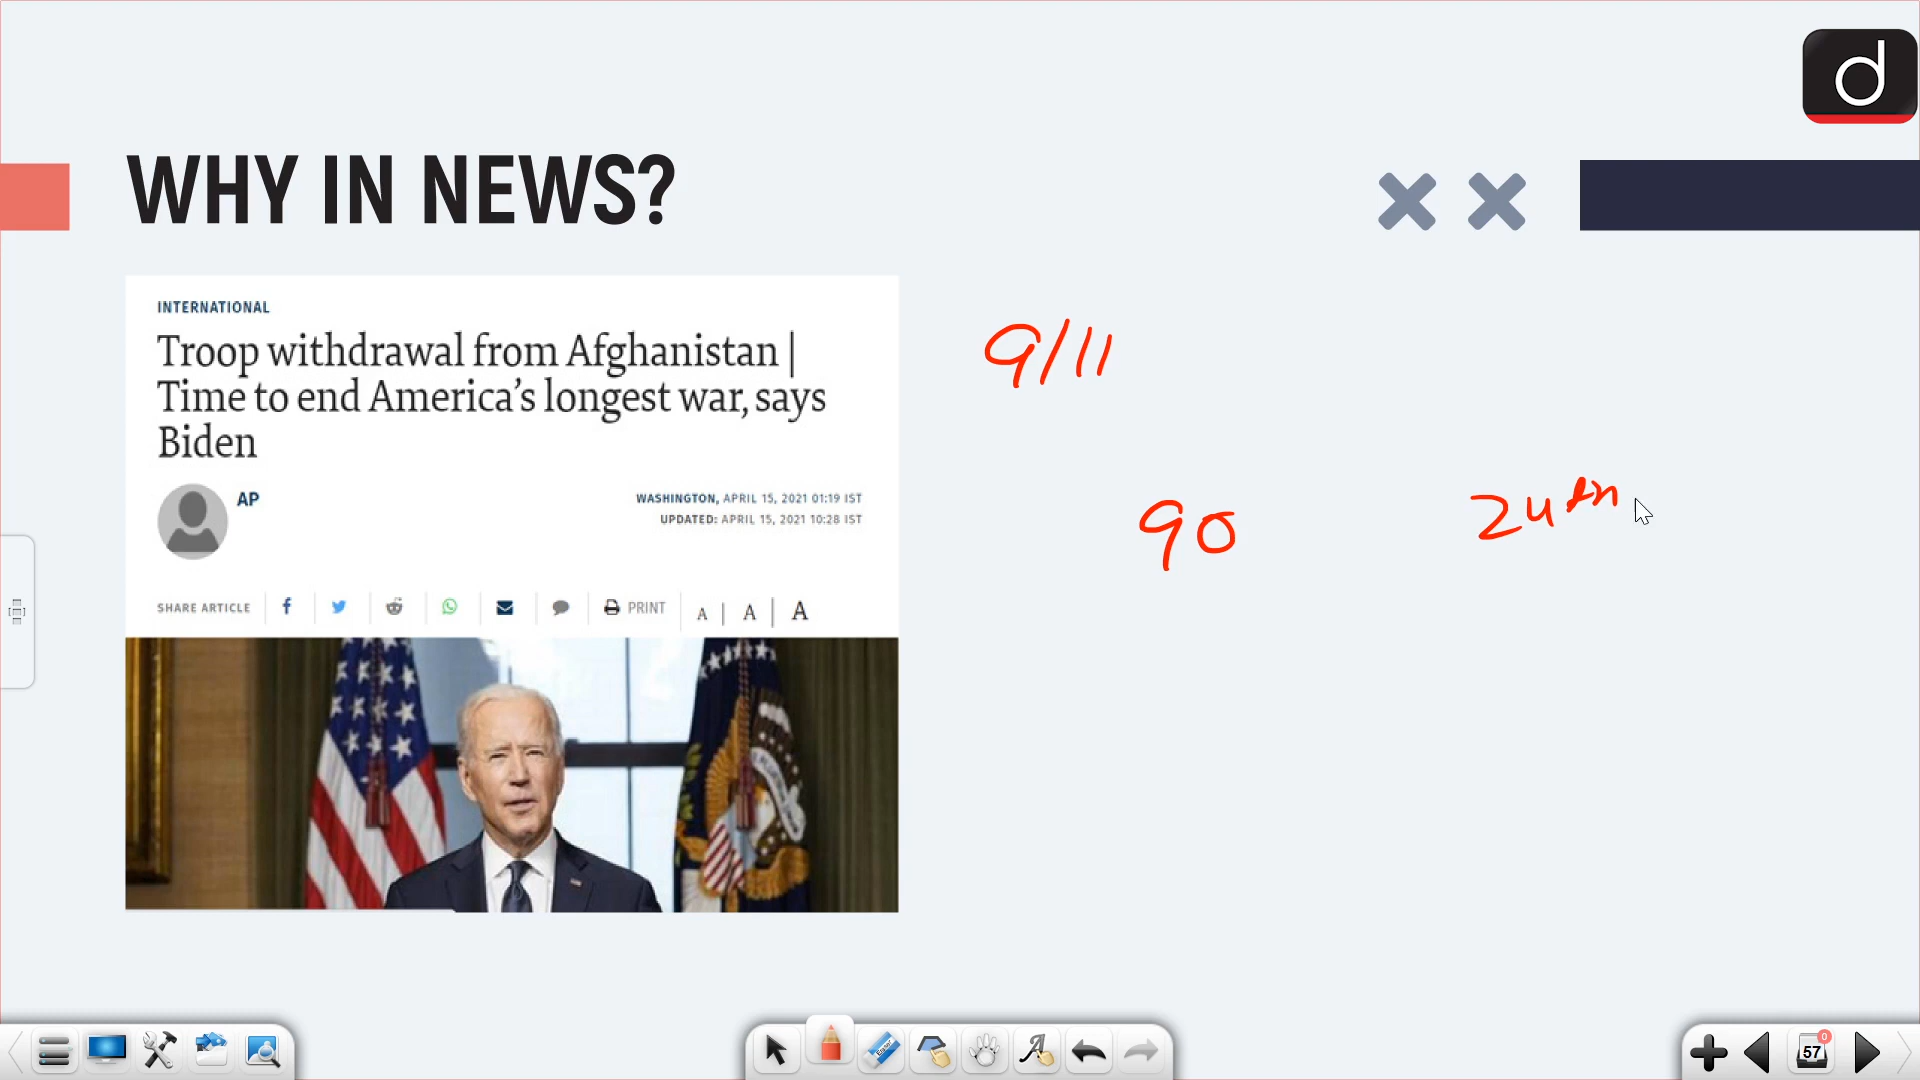 d
WHY IN NEWS?
INTERNATIONAL
Troop withdrawal from Afghanistan |
Time to end America’s longest war, says
Biden
AP
WASHINGTON, APRIL 15, 2021 01:19 IST
UPDATED: APRIL 15, 2021 10:28 IST
SHARE ARTICLE PRINT A | A | A
9/11
90
24th
57
0